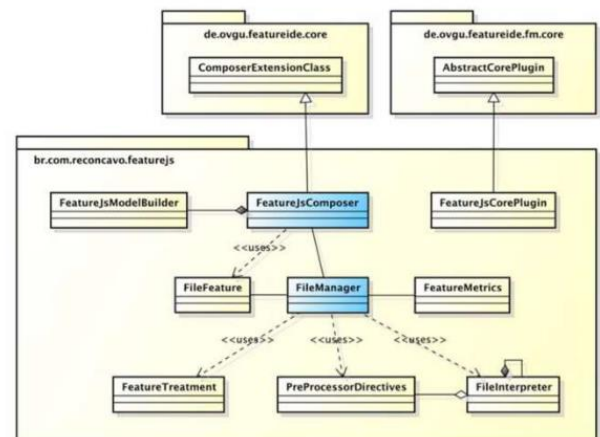 de.ovgu.featureide.core
de.ovgu.featureide.fm.core
ComposerExtensionClass
AbstractCorePlugin
br.com.reconcavo.featurejs
FeatureJsModelBuilder
FeatureJsComposer
FeatureJsCorePlugin
<<uses>>
FileFeature
FileManager
FeatureMetrics
<<uses>>
<<uses>>
<<uses>>
FeatureTreatment
PreProcessorDirectives
FileInterpreter